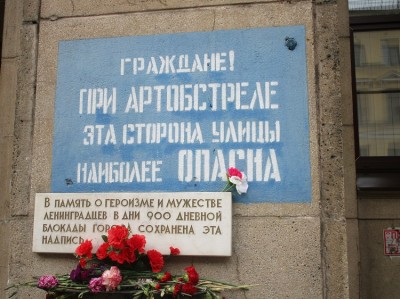 ГРАЖДАНЕ!
ПРИ АРТОБСТРЕЛЕ
ЭТА СТОРОНА УЛИЦЫ
НАИБОЛЕЕ ОПАСНА
В ПАМЯТЬ О ГЕРОИЗМЕ И МУЖЕСТВЕ
ЛЕНИНГРАДЦЕВ В ДНИ 900 ДНЕВНОЙ
БЛОКАДЫ ГОРОДА СОХРАНЕНА ЭТА
НАДПИСЬ